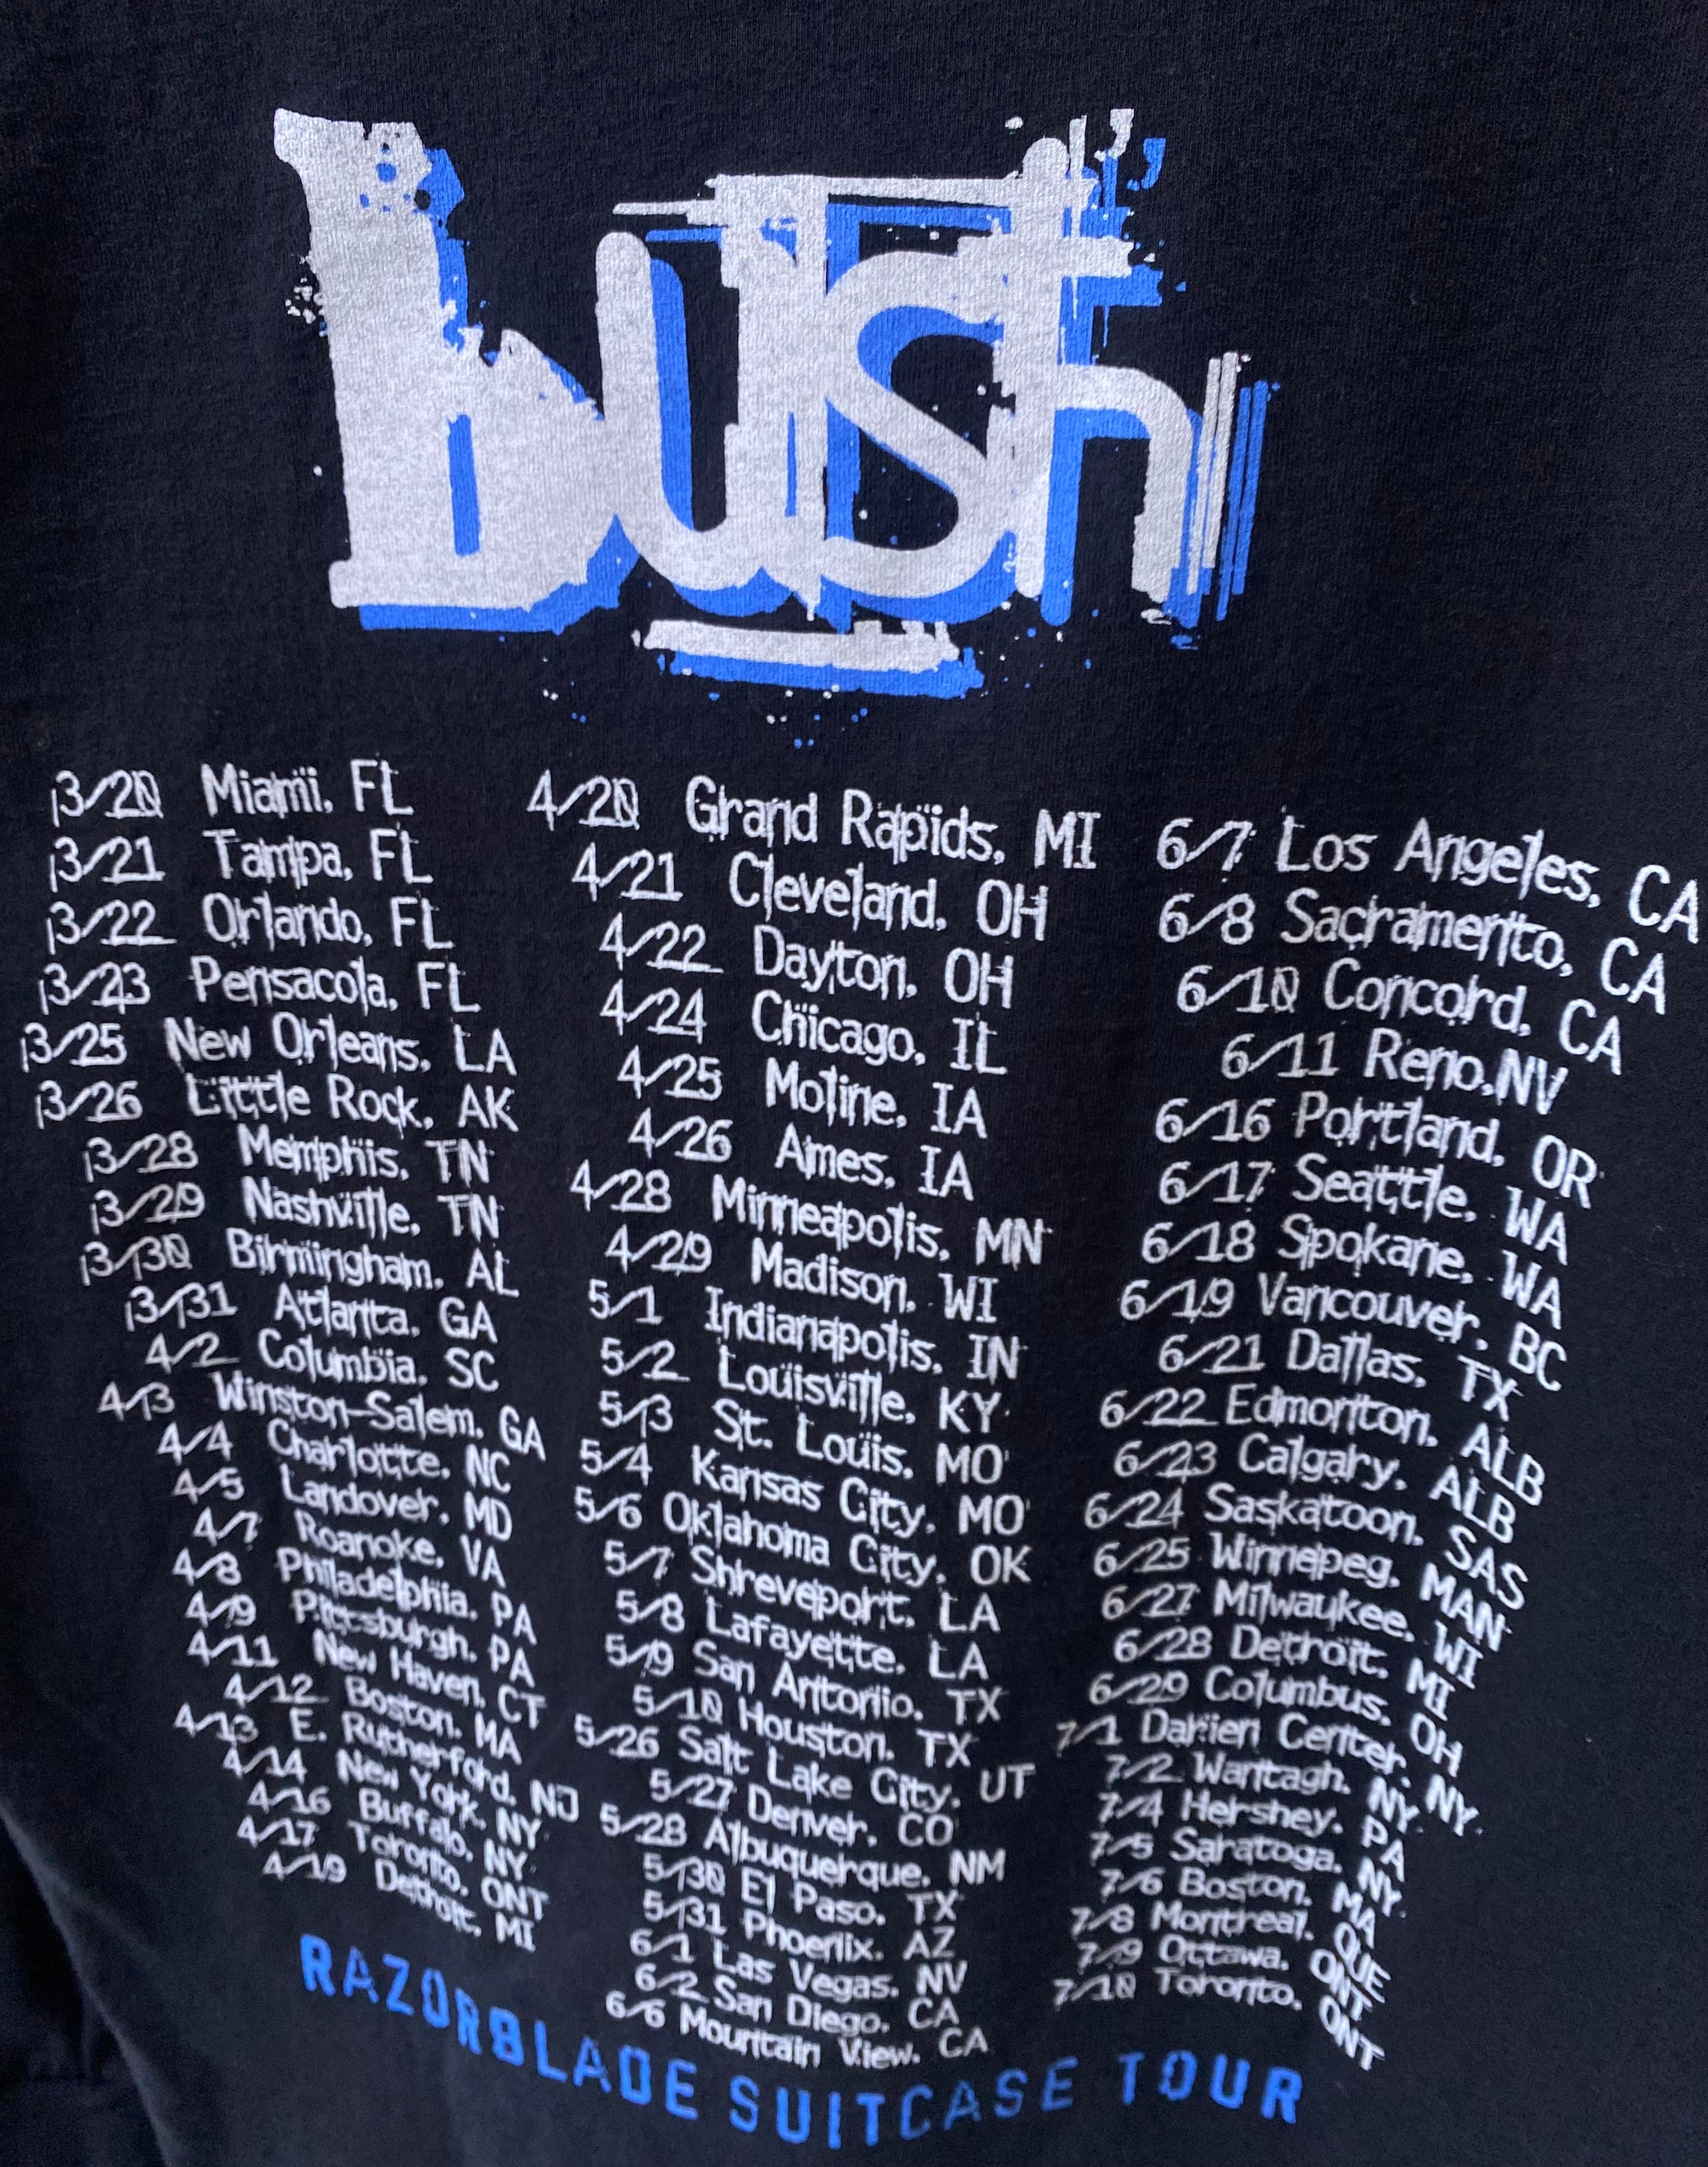 bush
3/20 Miami, FL
3/21 Tampa, FL
3/22 Orlando, FL
3/23 Pensacola, FL
3/25 New Orleans, LA
3/26 Little Rock, AK
3/28 Memphis, TN
3/29 Nashville, TN
3/30 Birmingham, AL
3/31 Atlanta, GA
4/2 Columbia, SC
4/3 Winston-Salem, GA
4/4 Charlotte, NC
4/5 Landover, MD
4/7 Roanoke, VA
4/8 Philadelphia, PA
4/9 Pittsburgh, PA
4/11 New Haven, CT
4/12 Boston, MA
4/13 E. Rutherford, NJ
4/14 New York, NY
4/16 Buffalo, NY
4/17 Toronto, ONT
4/19 Detroit, MI
4/20 Grand Rapids, MI
4/21 Cleveland, OH
4/22 Dayton, OH
4/24 Chicago, IL
4/25 Moline, IA
4/26 Ames, IA
4/28 Minneapolis, MN
4/29 Madison, WI
5/1 Indianapolis, IN
5/2 Louisville, KY
5/3 St. Louis, MO
5/4 Kansas City, MO
5/6 Oklahoma City, OK
5/7 Shreveport, LA
5/8 Lafayette, LA
5/9 San Antonio, TX
5/10 Houston, TX
5/26 Salt Lake City, UT
5/27 Denver, CO
5/28 Albuquerque, NM
5/30 El Paso, TX
5/31 Phoenix, AZ
6/1 Las Vegas, NV
6/2 San Diego, CA
6/6 Mountain View, CA
6/7 Los Angeles, CA
6/8 Sacramento, CA
6/10 Concord, CA
6/11 Reno,NV
6/16 Portland, OR
6/17 Seattle, WA
6/18 Spokane, WA
6/19 Vancouver, BC
6/21 Dallas, TX
6/22 Edmonton, ALB
6/23 Calgary, ALB
6/24 Saskatoon, SAS
6/25 Winnepeg, MAN
6/27 Milwaukee, WI
6/28 Detroit, MI
6/29 Columbus, OH
7/1 Darien Center, NY
7/2 Wantagh, NY
7/4 Hershey, PA
7/5 Saratoga, NY
7/6 Boston, MA
7/8 Montreal, QUE
7/9 Ottawa, ONT
7/10 Toronto, ONT
RAZORBLADE SUITCASE TOUR